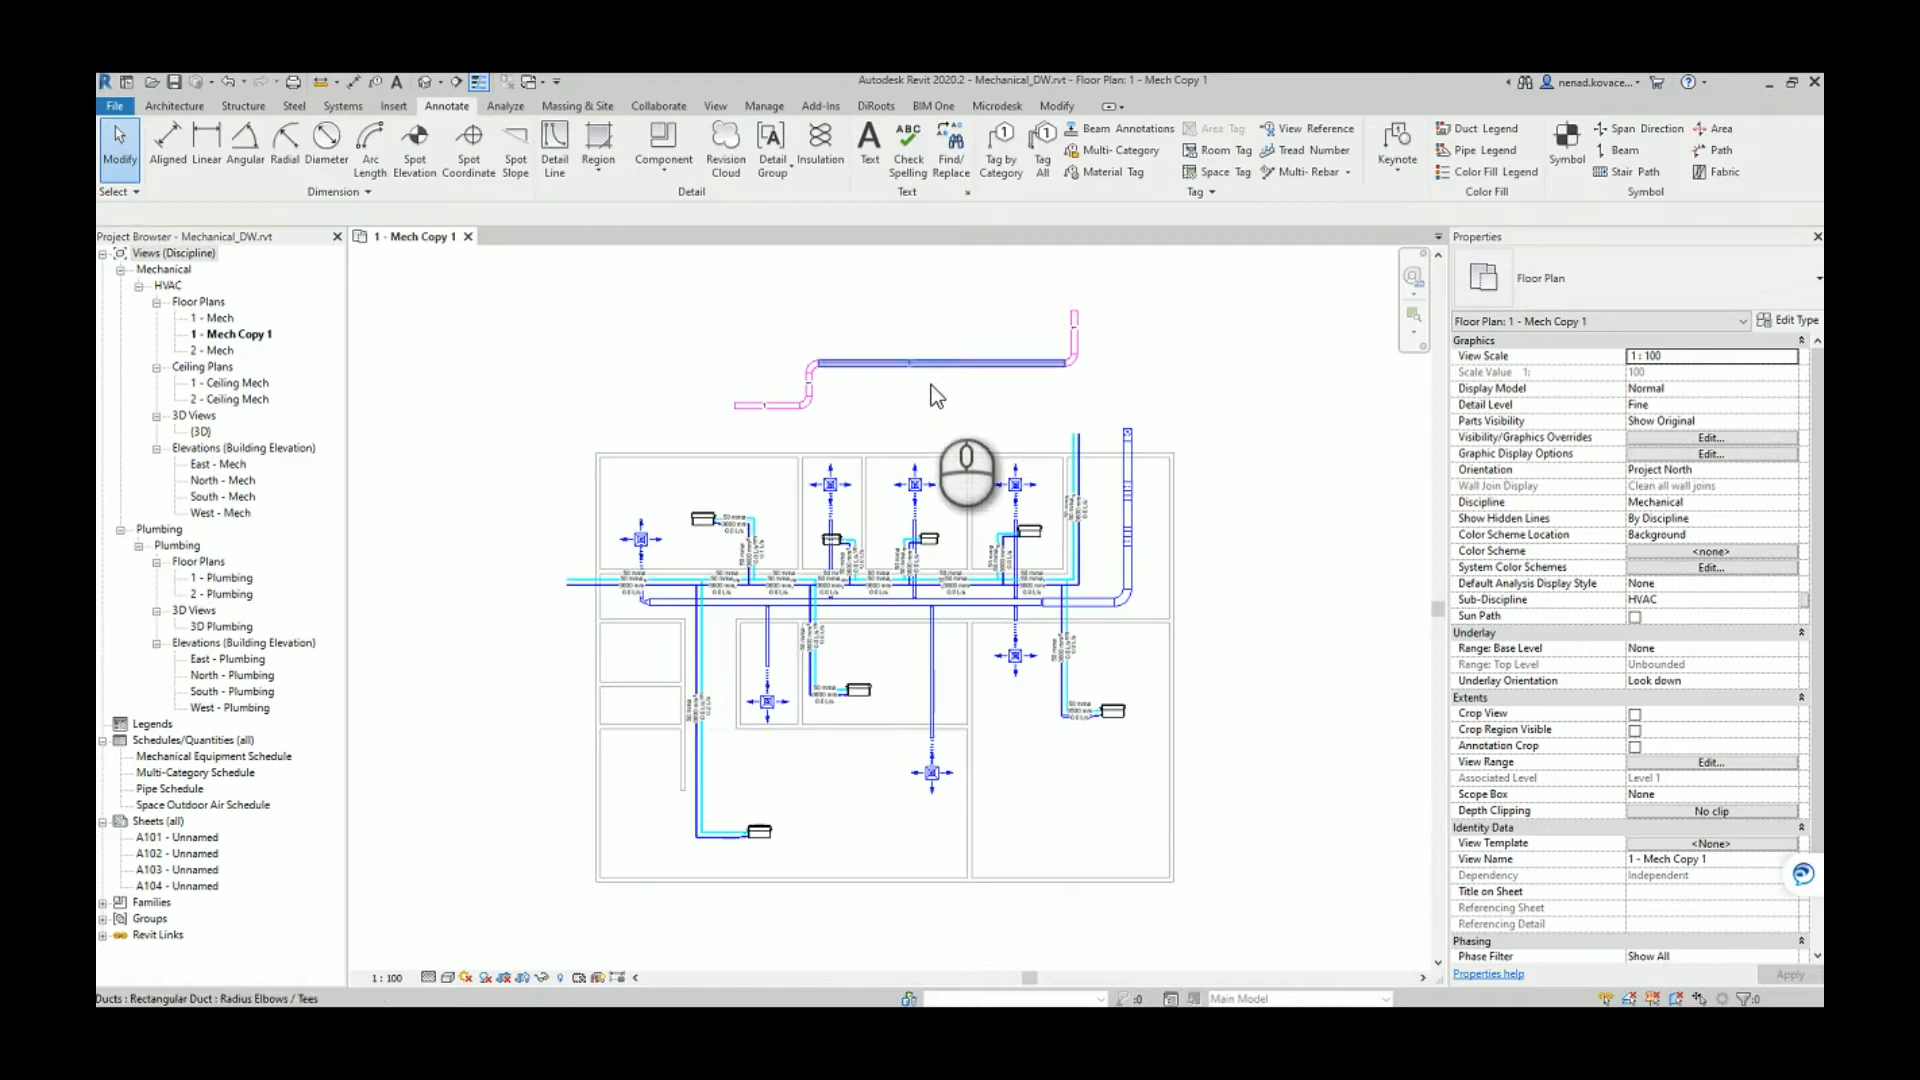 Autodesk Revit 2020.2 - Mechanical_DW.rvt - Floor Plan: 1 - Mech Copy 1
nenad.kovace...
File Architecture Structure Steel Systems Insert Annotate Analyze Massing & Site Collaborate View Manage Add-Ins DiRoots BIM One Microdesk Modify
Modify Aligned Linear Angular Radial Diameter Arc Length Spot Elevation Spot Coordinate Spot Slope Detail Line Region Component Revision Cloud Detail Group Insulation Text Check Spelling Find/ Replace Tag by Category Tag All
Beam Annotations Area Tag View Reference
Multi- Category Room Tag Tread Number
Material Tag Space Tag Multi- Rebar
Keynote
Duct Legend
Pipe Legend
Color Fill Legend
Symbol
Span Direction Area
Beam Path
Stair Path Fabric
Select Dimension Detail Text Tag Color Fill Symbol
Project Browser - Mechanical_DW.rvt
Views (Discipline)
Mechanical
HVAC
Floor Plans
1 - Mech
1 - Mech Copy 1
2 - Mech
Ceiling Plans
1 - Ceiling Mech
2 - Ceiling Mech
3D Views
{3D}
Elevations (Building Elevation)
East - Mech
North - Mech
South - Mech
West - Mech
Plumbing
Plumbing
Floor Plans
1 - Plumbing
2 - Plumbing
3D Views
3D Plumbing
Elevations (Building Elevation)
East - Plumbing
North - Plumbing
South - Plumbing
West - Plumbing
Legends
Schedules/Quantities (all)
Mechanical Equipment Schedule
Multi-Category Schedule
Pipe Schedule
Space Outdoor Air Schedule
Sheets (all)
A101 - Unnamed
A102 - Unnamed
A103 - Unnamed
A104 - Unnamed
Families
Groups
Revit Links
1 - Mech Copy 1
1 : 100
Properties
Floor Plan
Floor Plan: 1 - Mech Copy 1 Edit Type
Graphics
View Scale 1 : 100
Scale Value 1: 100
Display Model Normal
Detail Level Fine
Parts Visibility Show Original
Visibility/Graphics Overrides Edit...
Graphic Display Options Edit...
Orientation Project North
Wall Join Display Clean all wall joins
Discipline Mechanical
Show Hidden Lines By Discipline
Color Scheme Location Background
Color Scheme <none>
System Color Schemes Edit...
Default Analysis Display Style None
Sub-Discipline HVAC
Sun Path
Underlay
Range: Base Level None
Range: Top Level Unbounded
Underlay Orientation Look down
Extents
Crop View
Crop Region Visible
Annotation Crop
View Range Edit...
Associated Level Level 1
Scope Box None
Depth Clipping No clip
Identity Data
View Template <None>
View Name 1 - Mech Copy 1
Dependency Independent
Title on Sheet
Referencing Sheet
Referencing Detail
Phasing
Phase Filter Show All
Properties help Apply
Ducts : Rectangular Duct : Radius Elbows / Tees
:0
Main Model
:0